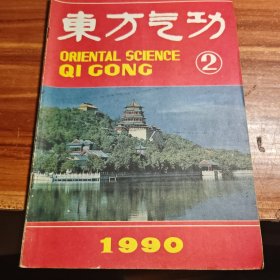 東方气功
ORIENTAL SCIENCE
QI GONG
②
1990